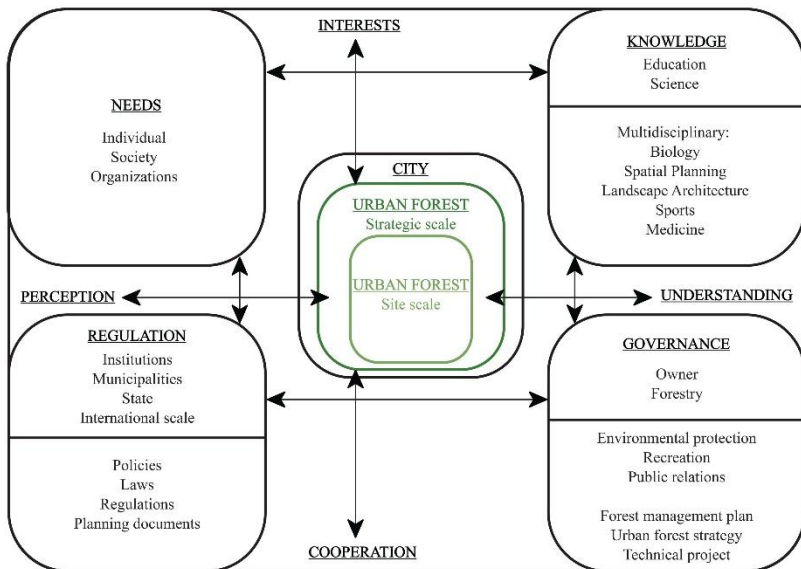 INTERESTS
NEEDS
Individual
Society
Organizations
KNOWLEDGE
Education
Science
Multidisciplinary:
Biology
Spatial Planning
Landscape Architecture
Sports
Medicine
CITY
URBAN FOREST
Strategic scale
URBAN FOREST
Site scale
PERCEPTION
UNDERSTANDING
REGULATION
Institutions
Municipalities
State
International scale
Policies
Laws
Regulations
Planning documents
GOVERNANCE
Owner
Forestry
Environmental protection
Recreation
Public relations
Forest management plan
Urban forest strategy
Technical project
COOPERATION